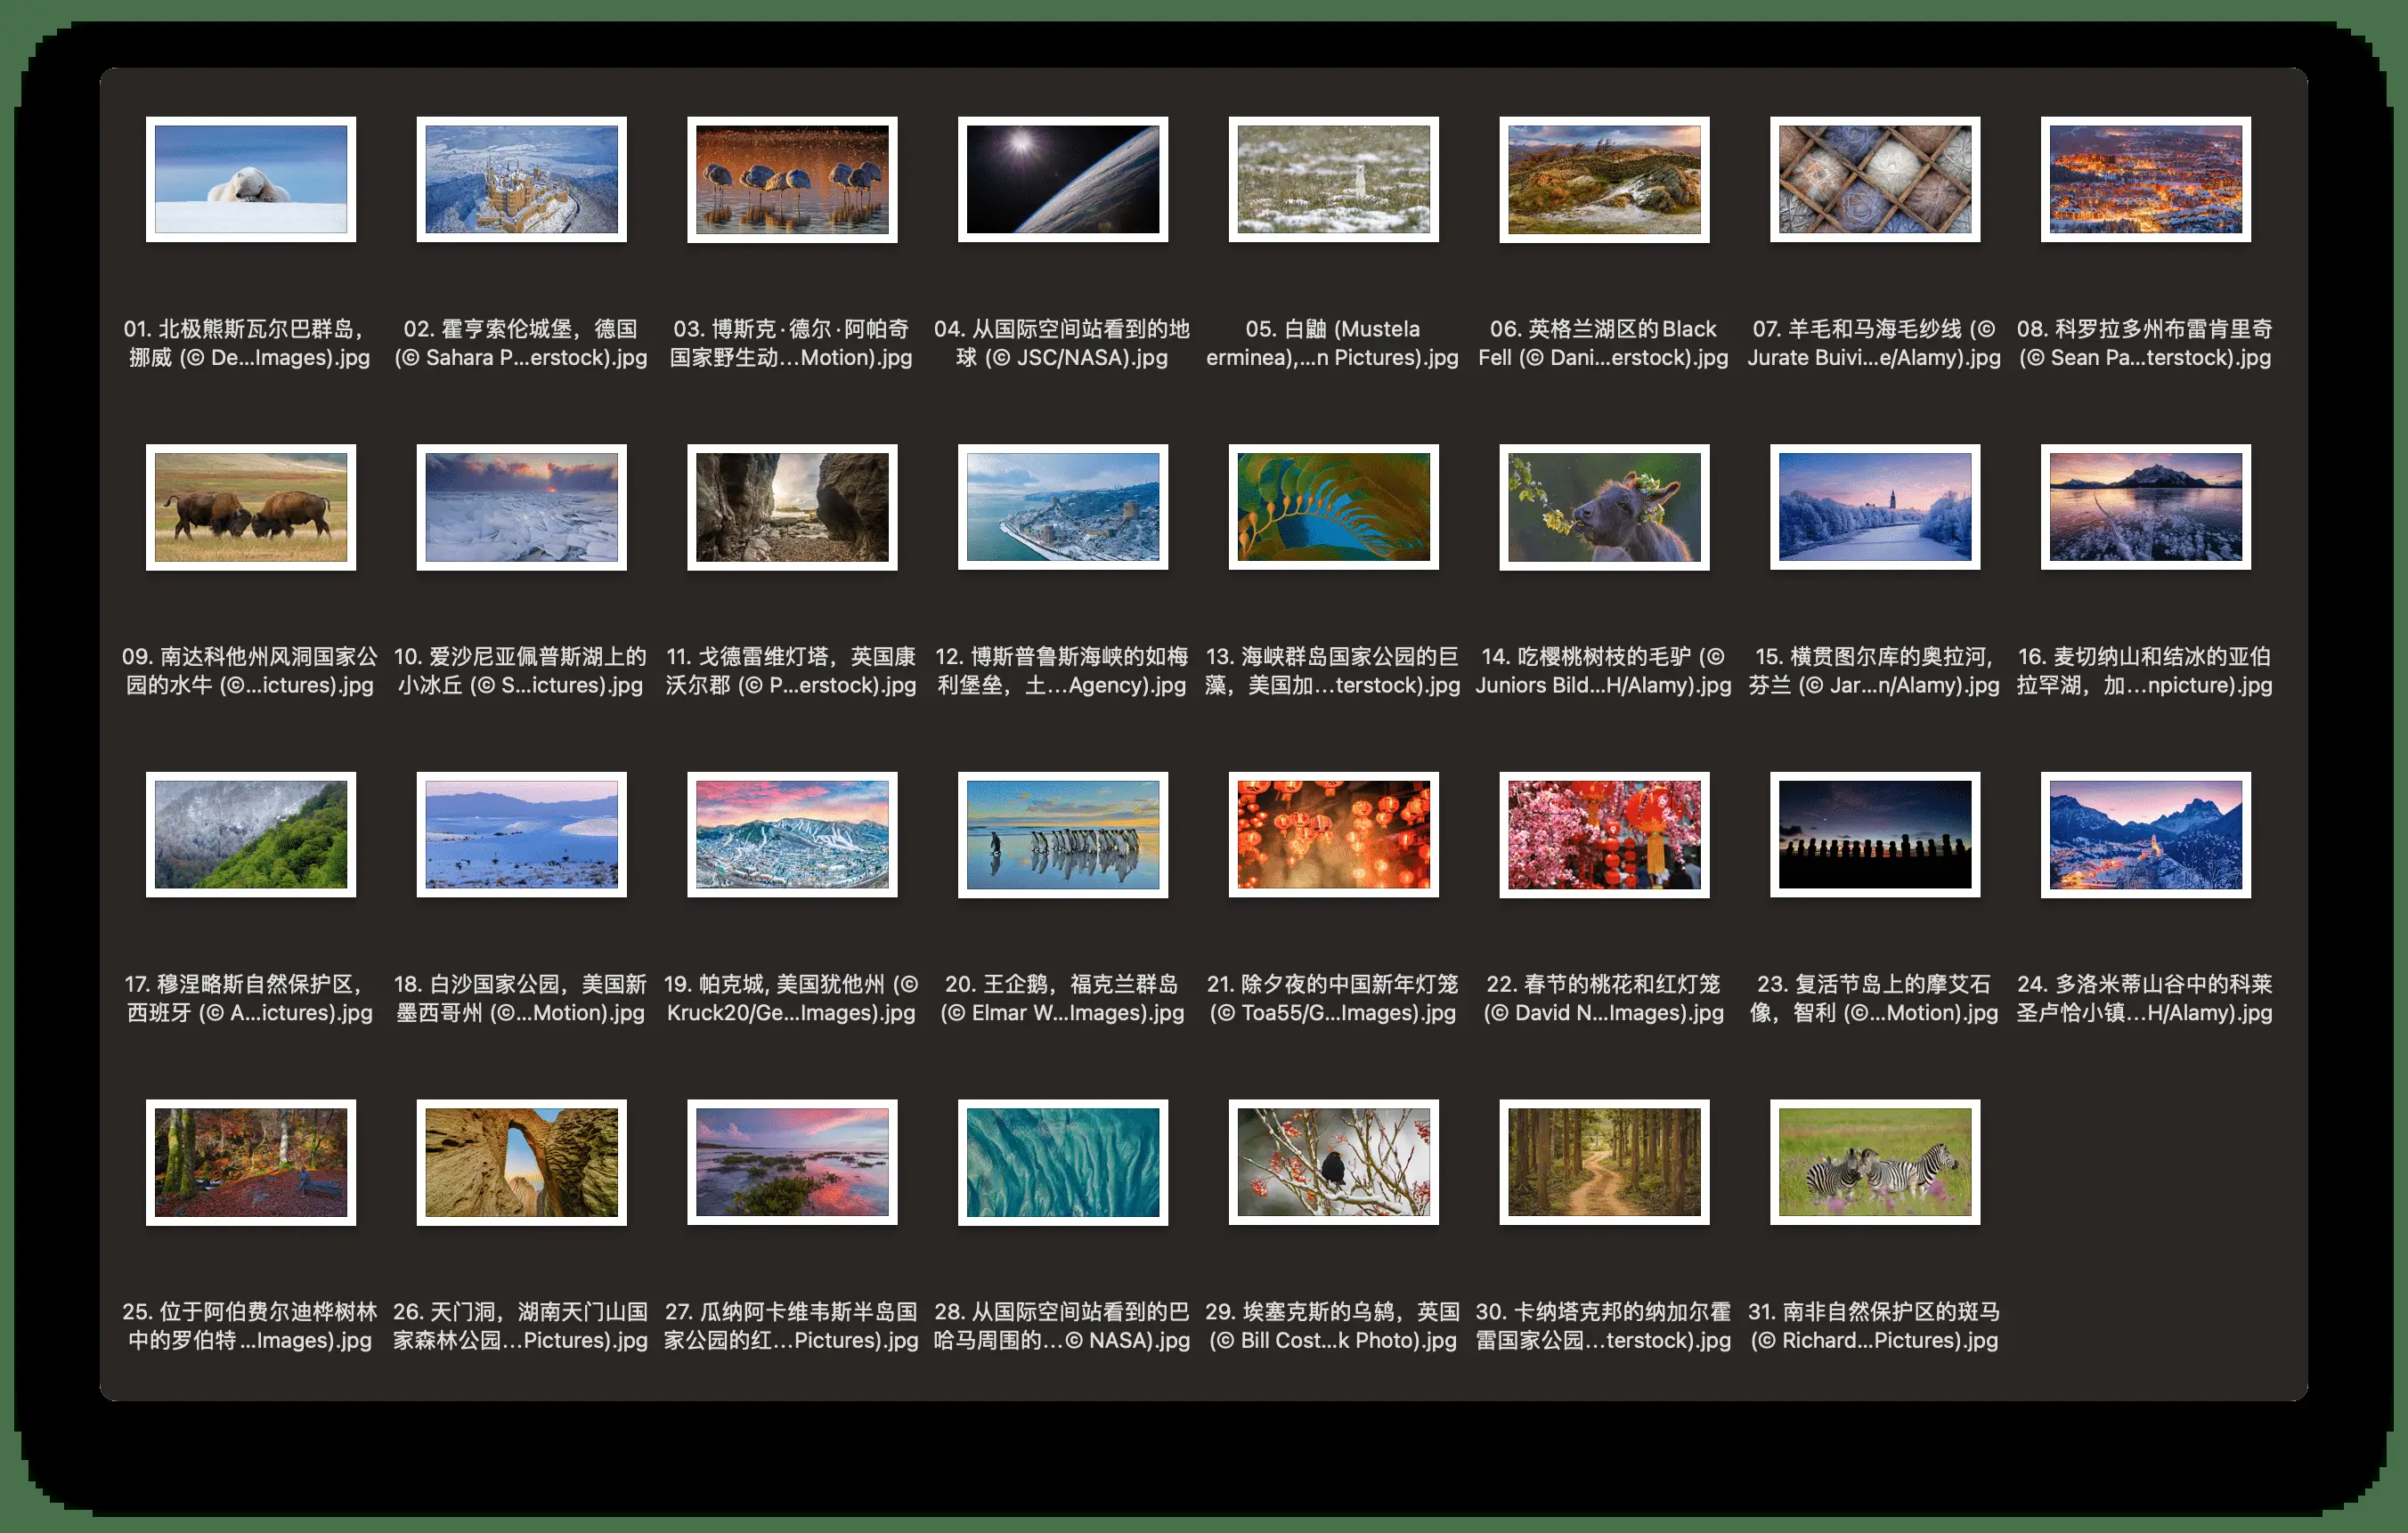 01. 北极熊斯瓦尔巴群岛，
挪威 (© De...Images).jpg
02. 霍亨索伦城堡，德国
(© Sahara P...erstock).jpg
03. 博斯克·德尔·阿帕奇
国家野生动...Motion).jpg
04. 从国际空间站看到的地
球 (© JSC/NASA).jpg
05. 白鼬 (Mustela
erminea),...n Pictures).jpg
06. 英格兰湖区的Black
Fell (© Dani...erstock).jpg
07. 羊毛和马海毛纱线 (©
Jurate Buivi...e/Alamy).jpg
08. 科罗拉多州布雷肯里奇
(© Sean Pa...terstock).jpg
09. 南达科他州风洞国家公
园的水牛 (©...ictures).jpg
10. 爱沙尼亚佩普斯湖上的
小冰丘 (© S...ictures).jpg
11. 戈德雷维灯塔，英国康
沃尔郡 (© P...erstock).jpg
12. 博斯普鲁斯海峡的如梅
利堡垒，土...Agency).jpg
13. 海峡群岛国家公园的巨
藻，美国加...terstock).jpg
14. 吃樱桃树枝的毛驴 (©
Juniors Bild...H/Alamy).jpg
15. 横贯图尔库的奥拉河,
芬兰 (© Jar...n/Alamy).jpg
16. 麦切纳山和结冰的亚伯
拉罕湖，加...npicture).jpg
17. 穆涅略斯自然保护区，
西班牙 (© A...ictures).jpg
18. 白沙国家公园，美国新
墨西哥州 (©...Motion).jpg
19. 帕克城, 美国犹他州 (©
Kruck20/Ge...Images).jpg
20. 王企鹅，福克兰群岛
(© Elmar W...Images).jpg
21. 除夕夜的中国新年灯笼
(© Toa55/G...Images).jpg
22. 春节的桃花和红灯笼
(© David N...Images).jpg
23. 复活节岛上的摩艾石
像，智利 (©...Motion).jpg
24. 多洛米蒂山谷中的科莱
圣卢恰小镇...H/Alamy).jpg
25. 位于阿伯费尔迪桦树林
中的罗伯特...Images).jpg
26. 天门洞，湖南天门山国
家森林公园...Pictures).jpg
27. 瓜纳阿卡维韦斯半岛国
家公园的红...Pictures).jpg
28. 从国际空间站看到的巴
哈马周围的...© NASA).jpg
29. 埃塞克斯的乌鸫，英国
(© Bill Cost...k Photo).jpg
30. 卡纳塔克邦的纳加尔霍
雷国家公园...terstock).jpg
31. 南非自然保护区的斑马
(© Richard...Pictures).jpg